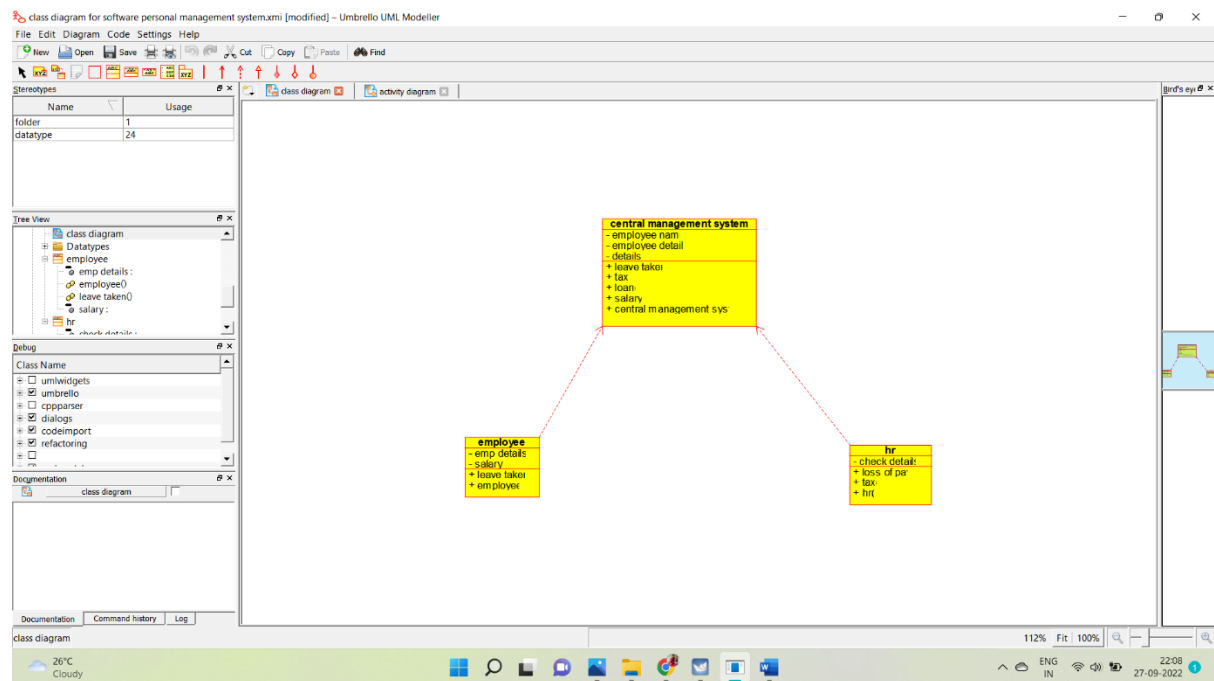 class diagram for software personal management system.xmi [modified] – Umbrello UML Modeller
File Edit Diagram Code Settings Help
New Open Save Cut Copy Paste Find
Stereotypes
Name Usage
folder 1
datatype 24
Tree View
class diagram
Datatypes
employee
emp details :
employee()
leave taken()
salary :
hr
check details :
Debug
Class Name
umlwidgets
umbrello
cppparser
dialogs
codeimport
refactoring
Documentation
class diagram
Documentation Command history Log
class diagram
class diagram activity diagram
central management system
- employee nam
- employee detail
- details
+ leave taker
+ tax
+ loan
+ salary
+ central management sys
employee
- emp details
- salary
+ leave taker
+ employee
hr
- check details
+ loss of pa
+ tax
+ hr(
Bird's eye
112% Fit 100%
26°C
Cloudy
ENG
IN
22:08
27-09-2022
1